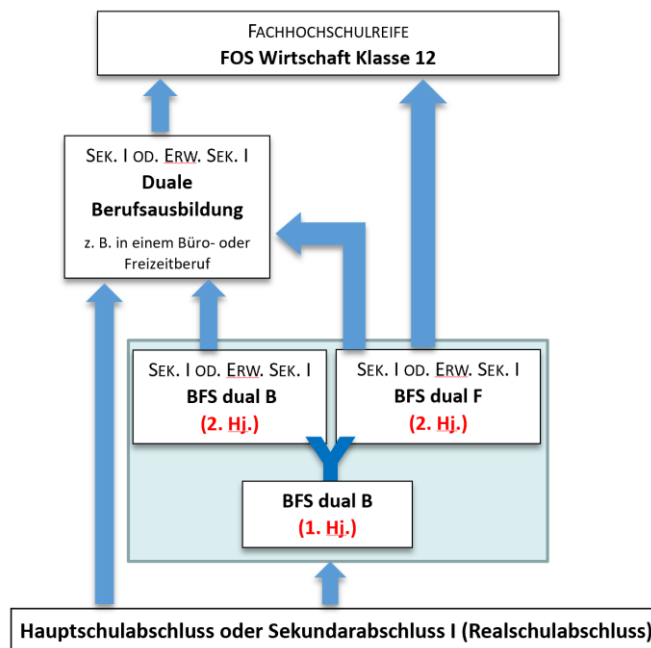 FACHHOCHSCHULREIFE
FOS Wirtschaft Klasse 12
SEK. I OD. ERW. SEK. I
Duale
Berufsausbildung
z. B. in einem Büro- oder
Freizeitberuf
SEK. I OD. ERW. SEK. I
BFS dual B
(2. Hj.)
SEK. I OD. ERW. SEK. I
BFS dual F
(2. Hj.)
BFS dual B
(1. Hj.)
Hauptschulabschluss oder Sekundarabschluss I (Realschulabschluss)